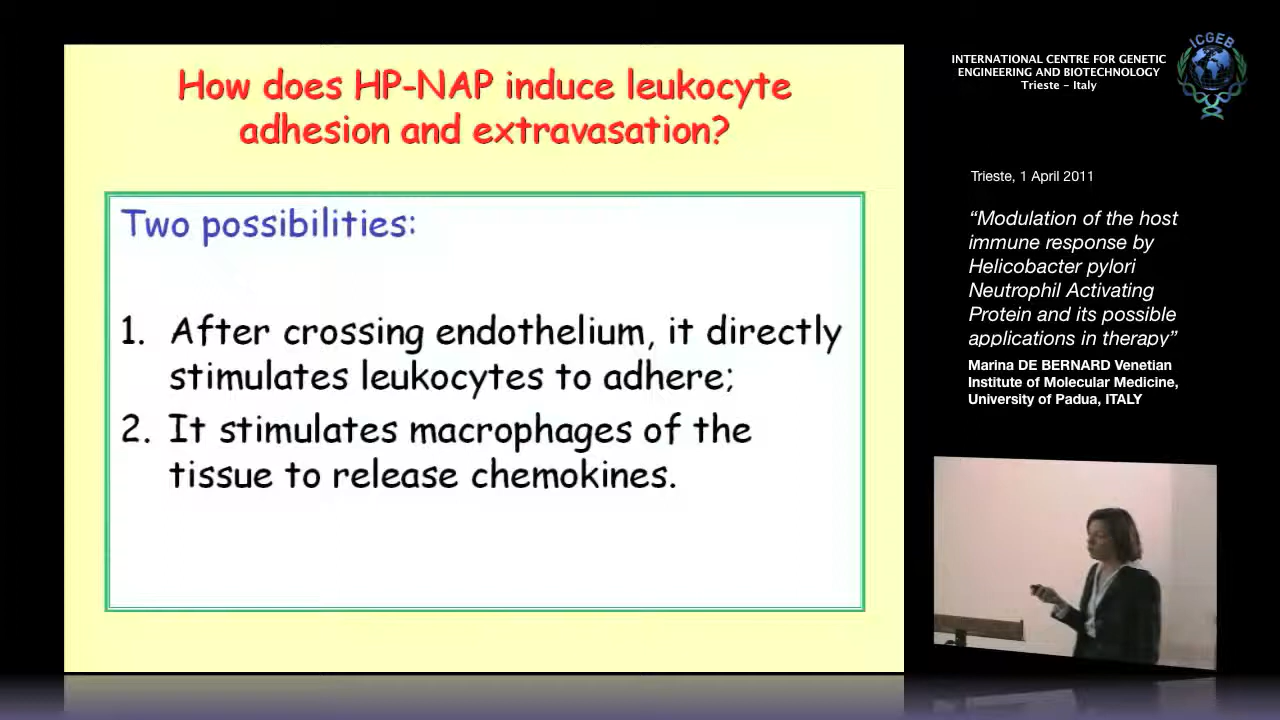 How does HP-NAP induce leukocyte
adhesion and extravasation?
Two possibilities:
1. After crossing endothelium, it directly
stimulates leukocytes to adhere;
2. It stimulates macrophages of the
tissue to release chemokines.
INTERNATIONAL CENTRE FOR GENETIC
ENGINEERING AND BIOTECHNOLOGY
Trieste - Italy
ICGEB
Trieste, 1 April 2011
“Modulation of the host
immune response by
Helicobacter pylori
Neutrophil Activating
Protein and its possible
applications in therapy”
Marina DE BERNARD Venetian
Institute of Molecular Medicine,
University of Padua, ITALY